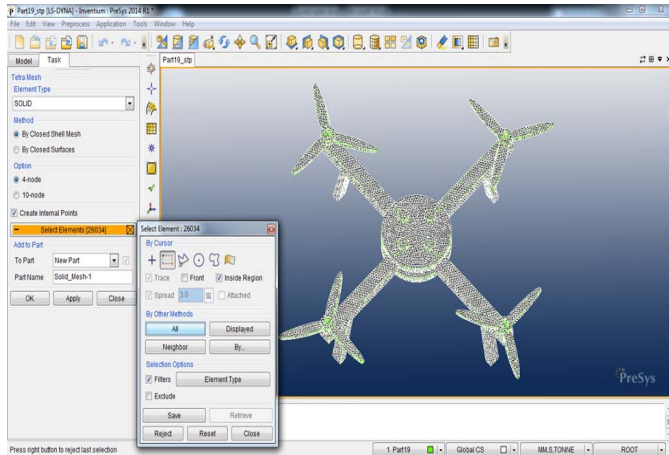 Part19_stp [LS-DYNA] - Inventium : PreSys 2014 R1 *
File Edit View Preprocess Application Tools Window Help
Model Task
Part19_stp
Tetra Mesh
Element Type
SOLID
Method
By Closed Shell Mesh
By Closed Surfaces
Option
4-node
10-node
Create Internal Points
Select Elements [26034]
Add to Part
To Part New Part
Part Name Solid_Mesh-1
OK Apply Close
Select Element : 26034
By Cursor
Trace Front Inside Region
Spread 3.0 Attached
By Other Methods
All Displayed
Neighbor By...
Selection Options
Filters Element Type
Exclude
Save Retrieve
Reject Reset Close
PreSys
Press right button to reject last selection
1 Part19 Global CS MM,S,TONNE ROOT